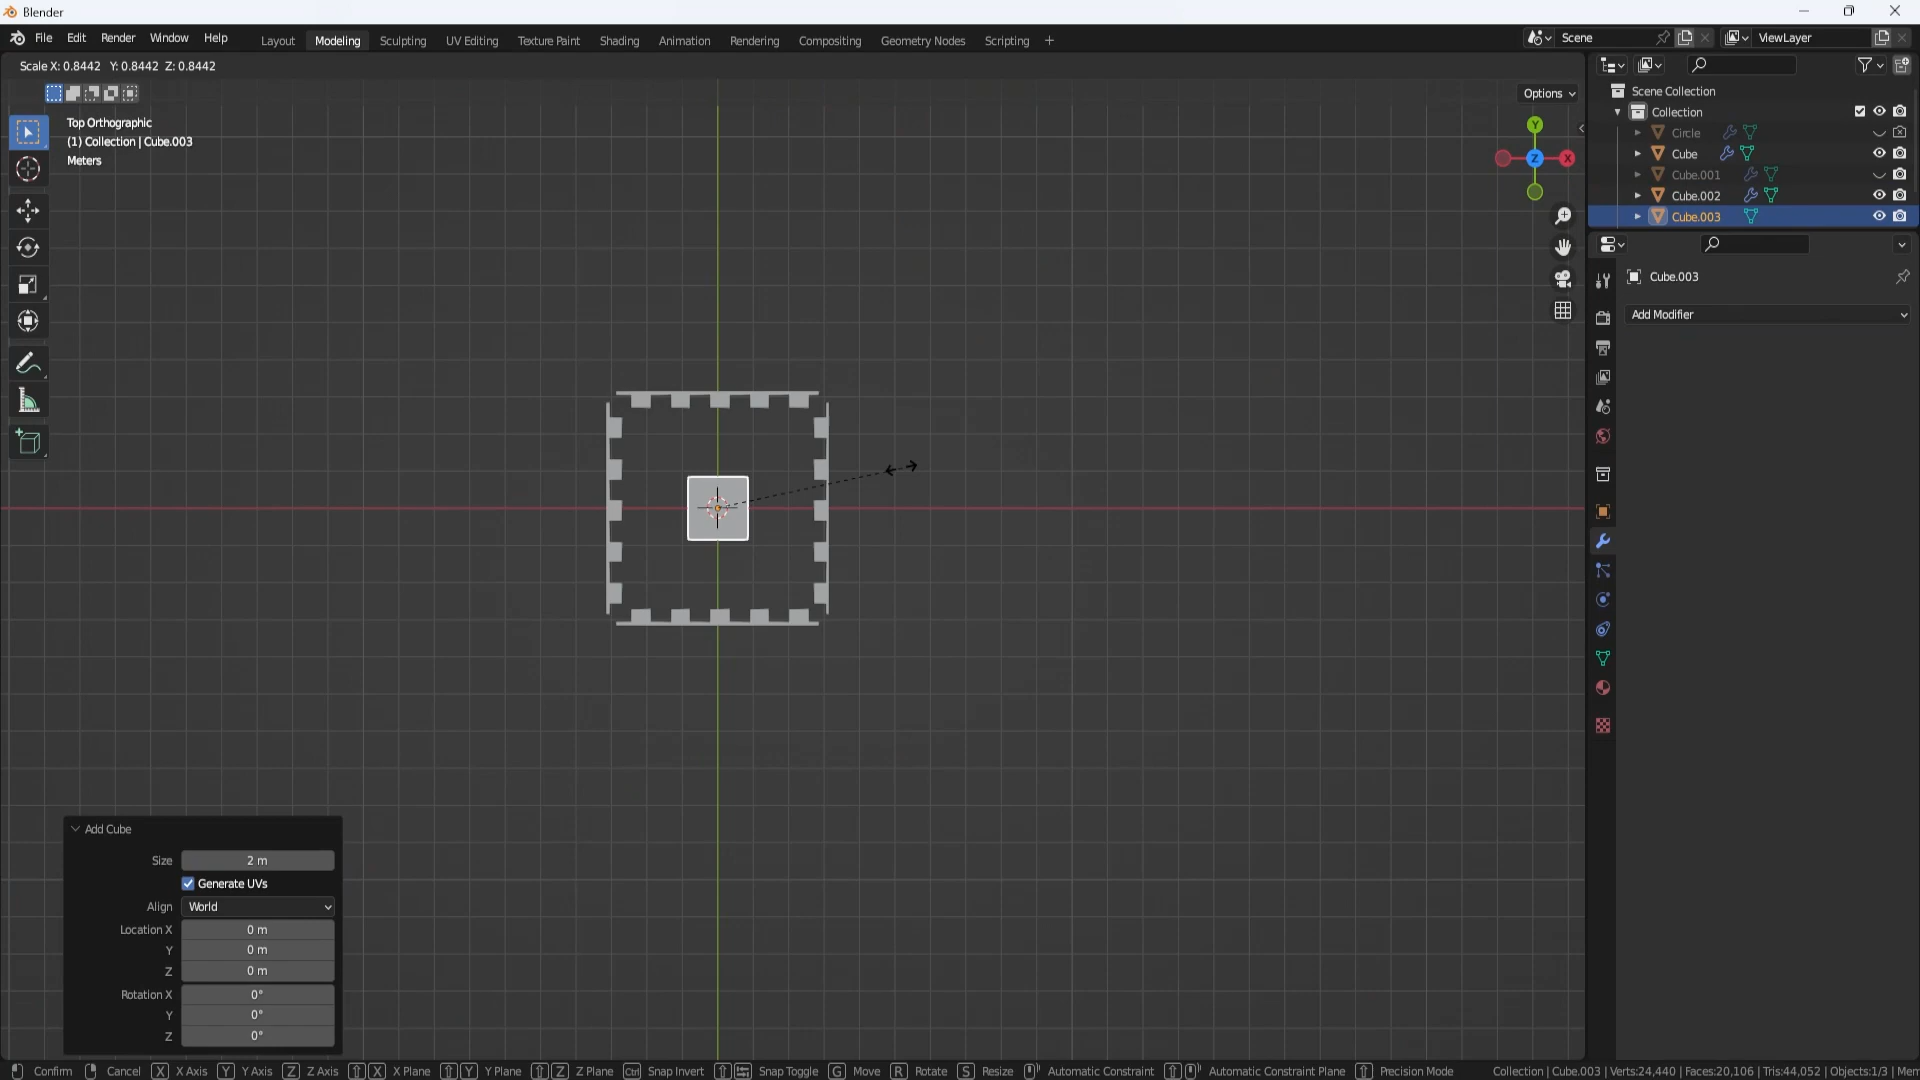 Blender
File Edit Render Window Help
Layout Modeling Sculpting UV Editing Texture Paint Shading Animation Rendering Compositing Geometry Nodes Scripting +
Scene
ViewLayer
Scale X: 0.8442 Y: 0.8442 Z: 0.8442
Options
Top Orthographic
(1) Collection | Cube.003
Meters
Y
Z
X
Scene Collection
Collection
Circle
Cube
Cube.001
Cube.002
Cube.003
Cube.003
Add Modifier
Add Cube
Size 2 m
Generate UVs
Align World
Location X 0 m
Y 0 m
Z 0 m
Rotation X 0°
Y 0°
Z 0°
Confirm Cancel X X Axis Y Y Axis Z Z Axis X X Plane Y Y Plane Z Z Plane Ctrl Snap Invert Snap Toggle G Move R Rotate S Resize Automatic Constraint Automatic Constraint Plane Precision Mode Collection | Cube.003 | Verts:24,440 | Faces:20,106 | Tris:44,052 | Objects:1/3 | Mem